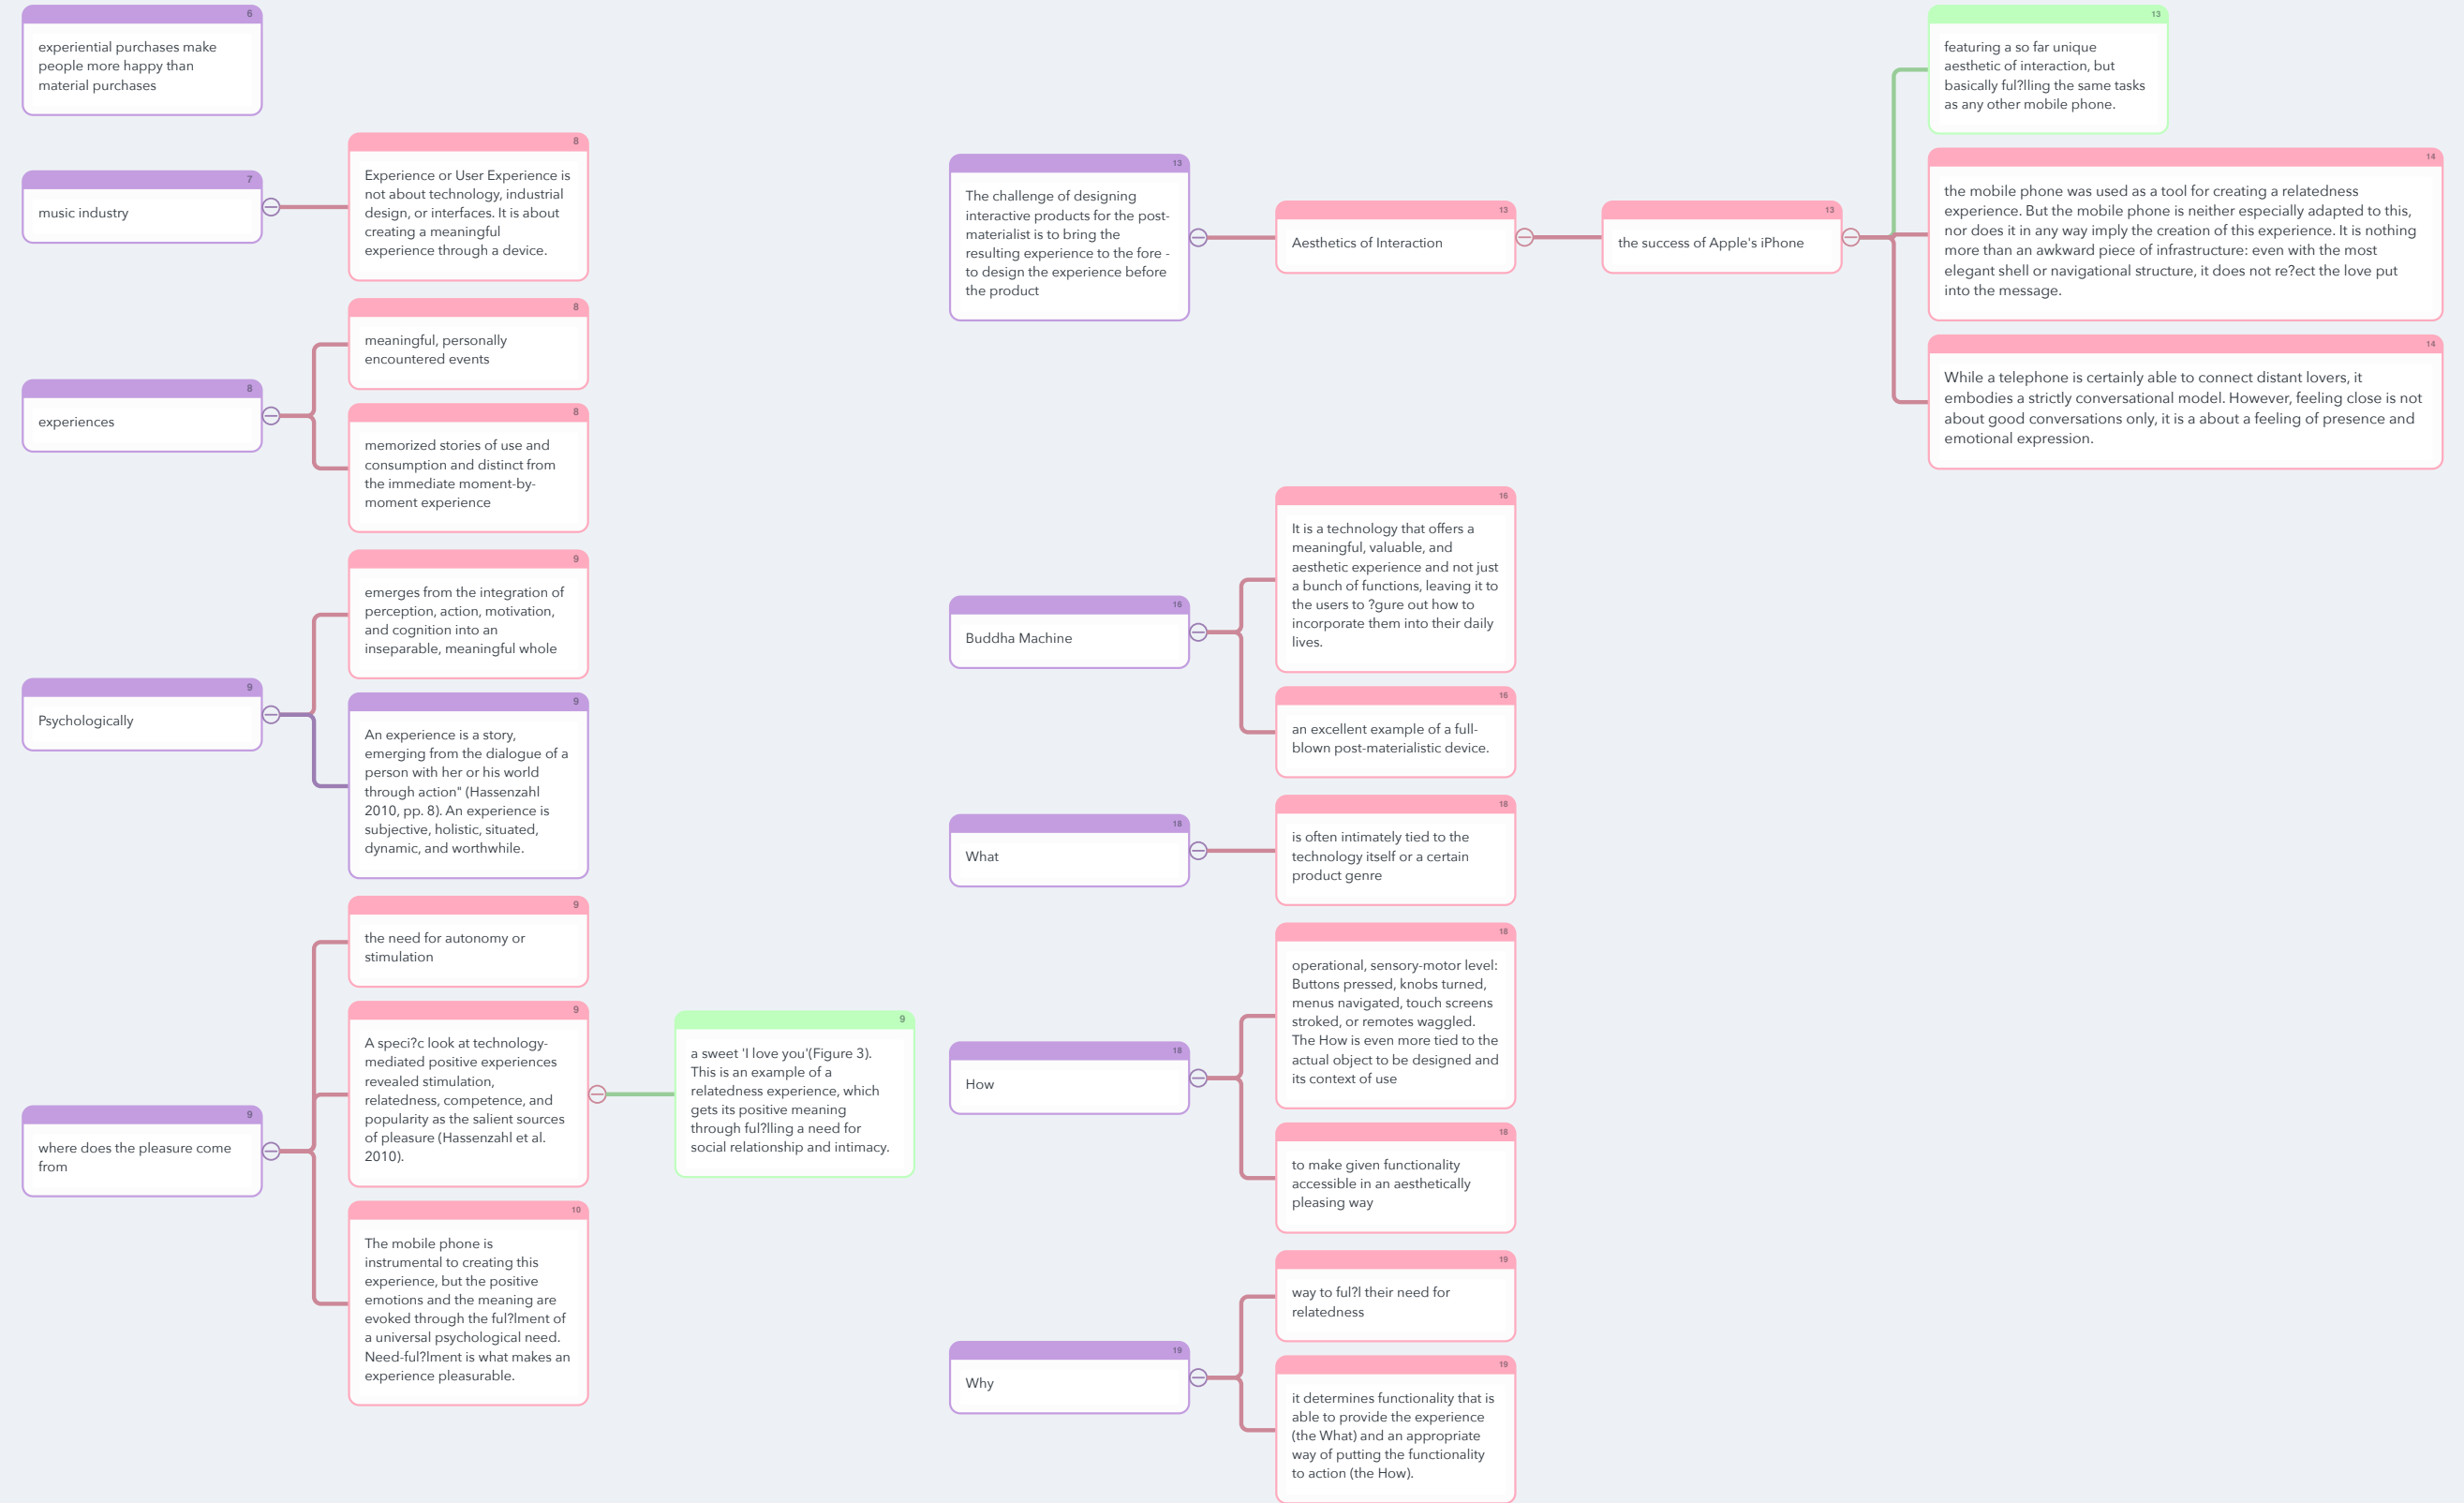 6
experiential purchases make
people more happy than
material purchases
7
music industry
8
Experience or User Experience is
not about technology, industrial
design, or interfaces. It is about
creating a meaningful
experience through a device.
8
experiences
8
meaningful, personally
encountered events
8
memorized stories of use and
consumption and distinct from
the immediate moment-by-
moment experience
9
Psychologically
9
emerges from the integration of
perception, action, motivation,
and cognition into an
inseparable, meaningful whole
9
An experience is a story,
emerging from the dialogue of a
person with her or his world
through action" (Hassenzahl
2010, pp. 8). An experience is
subjective, holistic, situated,
dynamic, and worthwhile.
9
where does the pleasure come
from
9
the need for autonomy or
stimulation
9
A speci?c look at technology-
mediated positive experiences
revealed stimulation,
relatedness, competence, and
popularity as the salient sources
of pleasure (Hassenzahl et al.
2010).
9
a sweet 'I love you'(Figure 3).
This is an example of a
relatedness experience, which
gets its positive meaning
through ful?lling a need for
social relationship and intimacy.
10
The mobile phone is
instrumental to creating this
experience, but the positive
emotions and the meaning are
evoked through the ful?lment of
a universal psychological need.
Need-ful?lment is what makes an
experience pleasurable.
13
The challenge of designing
interactive products for the post-
materialist is to bring the
resulting experience to the fore -
to design the experience before
the product
13
Aesthetics of Interaction
13
the success of Apple's iPhone
13
featuring a so far unique
aesthetic of interaction, but
basically ful?lling the same tasks
as any other mobile phone.
14
the mobile phone was used as a tool for creating a relatedness
experience. But the mobile phone is neither especially adapted to this,
nor does it in any way imply the creation of this experience. It is nothing
more than an awkward piece of infrastructure: even with the most
elegant shell or navigational structure, it does not re?ect the love put
into the message.
14
While a telephone is certainly able to connect distant lovers, it
embodies a strictly conversational model. However, feeling close is not
about good conversations only, it is a about a feeling of presence and
emotional expression.
16
Buddha Machine
16
It is a technology that offers a
meaningful, valuable, and
aesthetic experience and not just
a bunch of functions, leaving it to
the users to ?gure out how to
incorporate them into their daily
lives.
16
an excellent example of a full-
blown post-materialistic device.
18
What
18
is often intimately tied to the
technology itself or a certain
product genre
18
How
18
operational, sensory-motor level:
Buttons pressed, knobs turned,
menus navigated, touch screens
stroked, or remotes waggled.
The How is even more tied to the
actual object to be designed and
its context of use
18
to make given functionality
accessible in an aesthetically
pleasing way
19
Why
19
way to ful?l their need for
relatedness
19
it determines functionality that is
able to provide the experience
(the What) and an appropriate
way of putting the functionality
to action (the How).